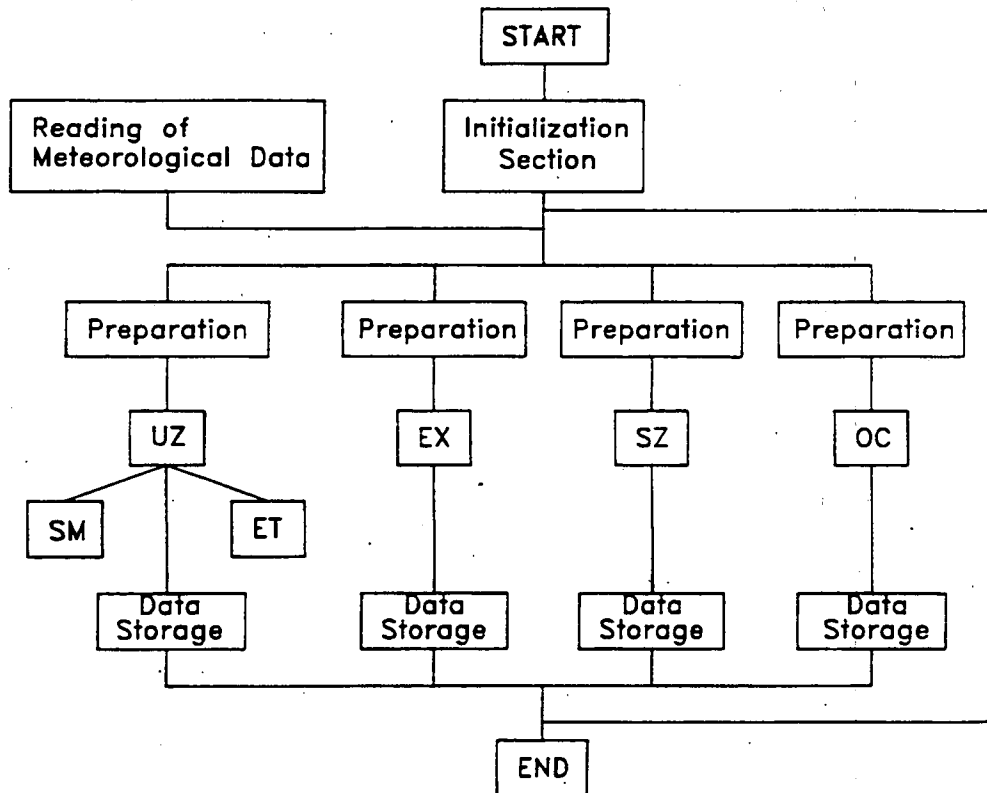 START
Reading of
Meteorological Data
Initialization
Section
Preparation
Preparation
Preparation
Preparation
UZ
EX
SZ
OC
SM
ET
Data
Storage
Data
Storage
Data
Storage
Data
Storage
END